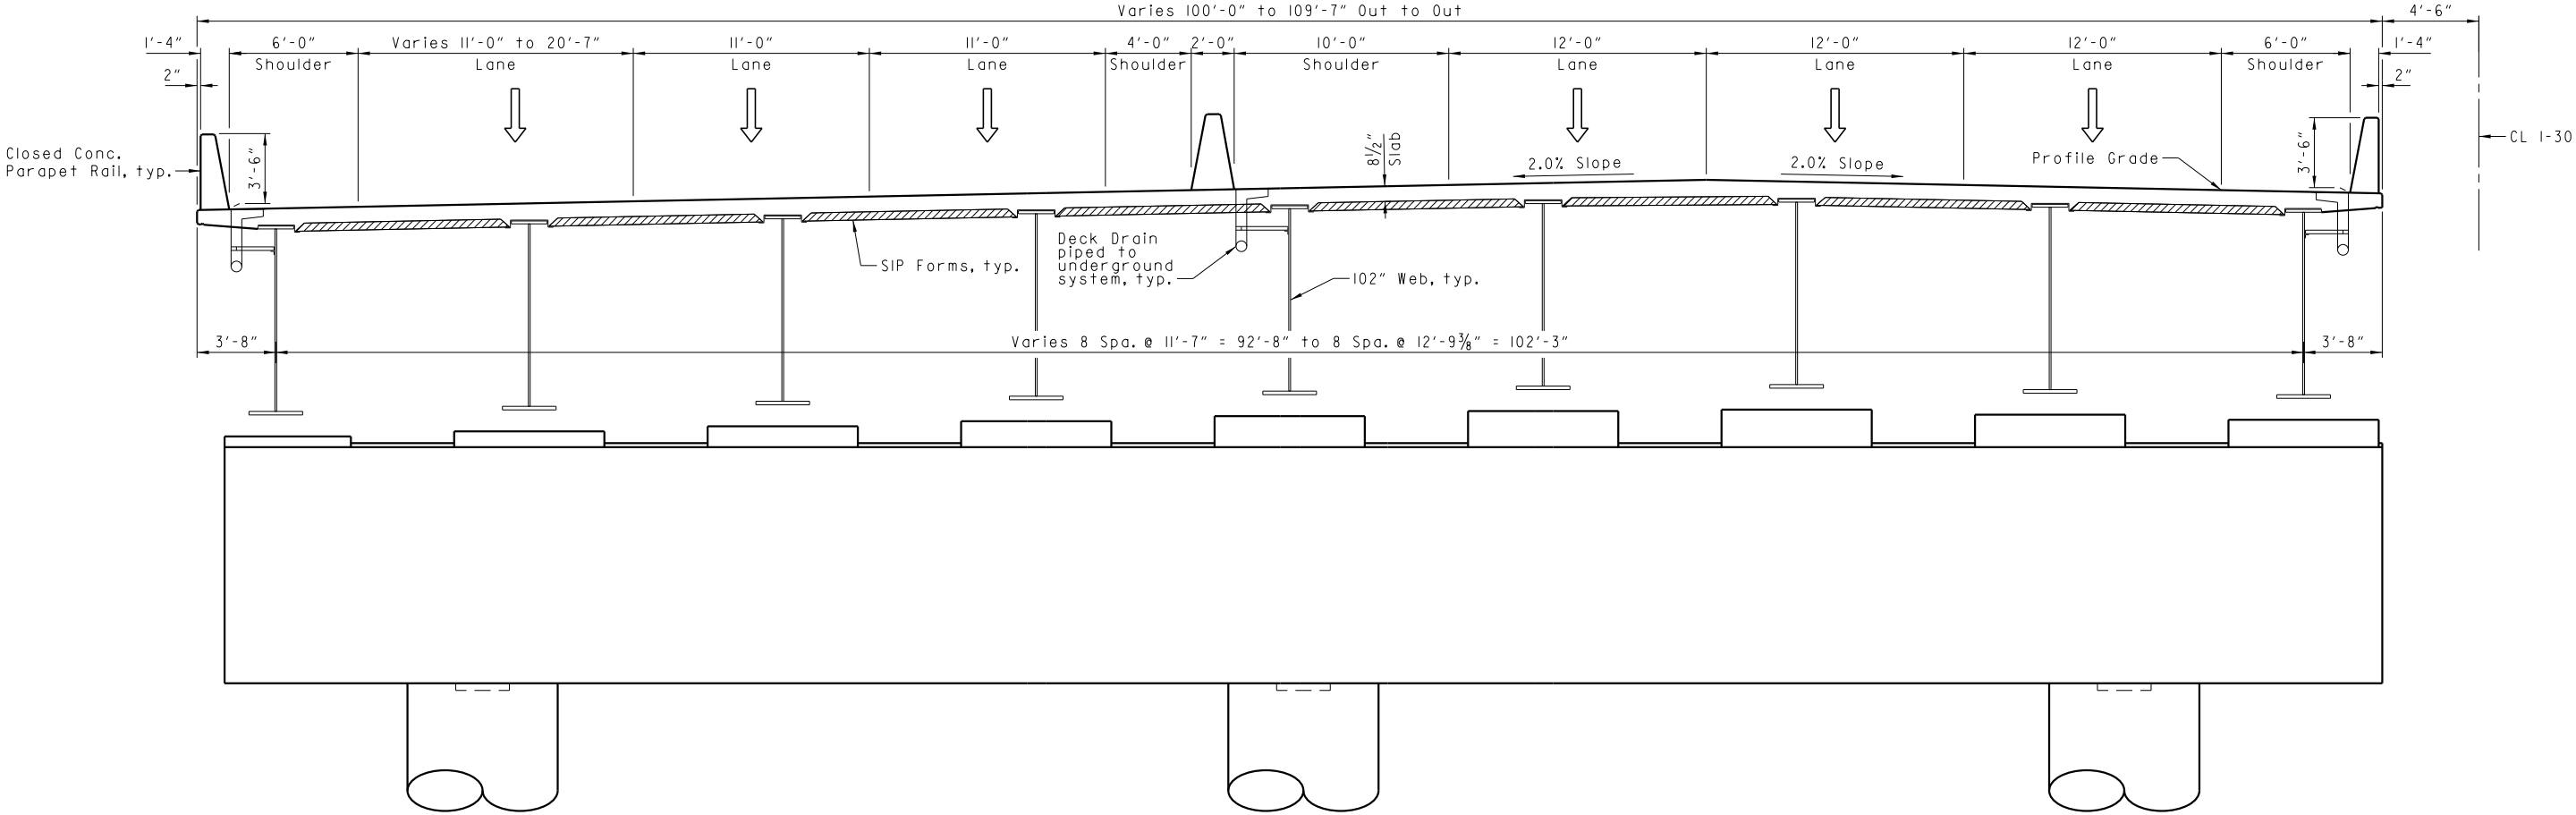 Varies 100'-0" to 109'-7" Out to Out
4'-6"
1'-4"
6'-0"
Varies 11'-0" to 20'-7"
11'-0"
11'-0"
4'-0"
2'-0"
10'-0"
12'-0"
12'-0"
12'-0"
6'-0"
1'-4"
Shoulder
Lane
Lane
Lane
Shoulder
Shoulder
Lane
Lane
Lane
Shoulder
2"
2"
Closed Conc.
Parapet Rail, typ.
3'-6"
8½"
Slab
2.0% Slope
2.0% Slope
Profile Grade
3'-6"
CL I-30
SIP Forms, typ.
Deck Drain
piped to
underground
system, typ.
102" Web, typ.
3'-8"
Varies 8 Spa. @ 11'-7" = 92'-8" to 8 Spa. @ 12'-9⅜" = 102'-3"
3'-8"